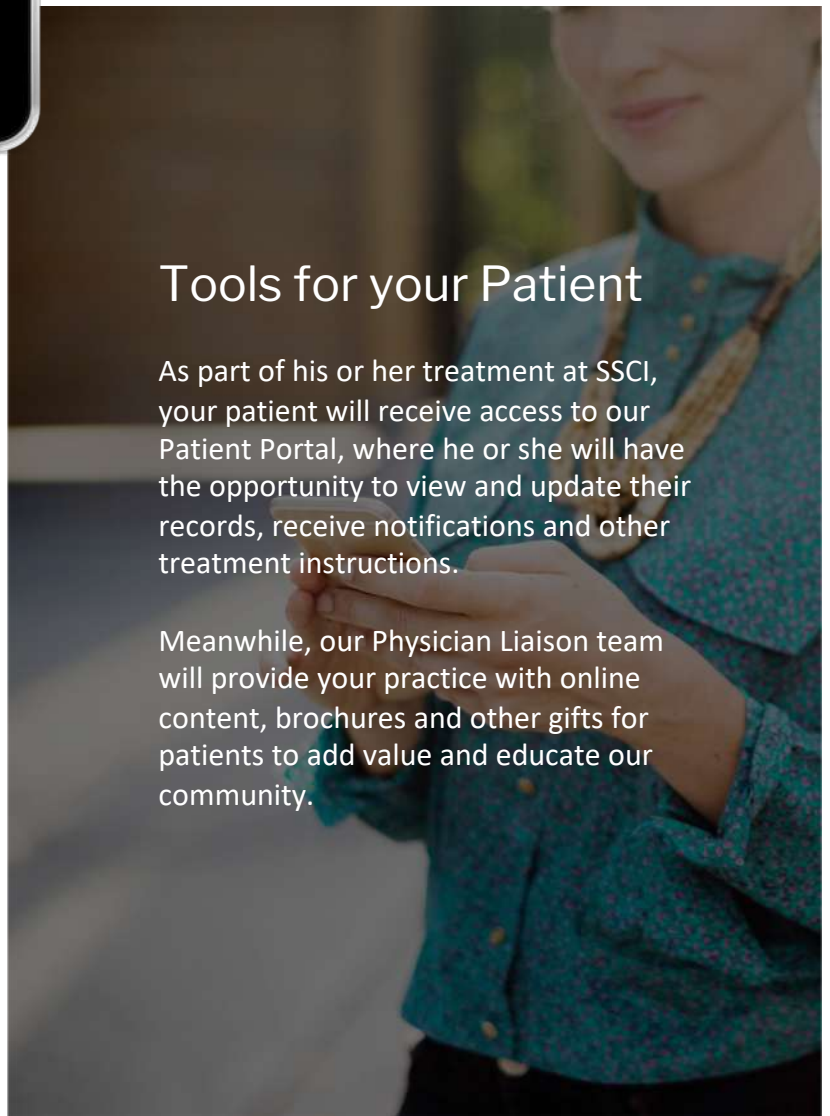 Tools for your Patient
As part of his or her treatment at SSCI,
your patient will receive access to our
Patient Portal, where he or she will have
the opportunity to view and update their
records, receive notifications and other
treatment instructions.
Meanwhile, our Physician Liaison team
will provide your practice with online
content, brochures and other gifts for
patients to add value and educate our
community.